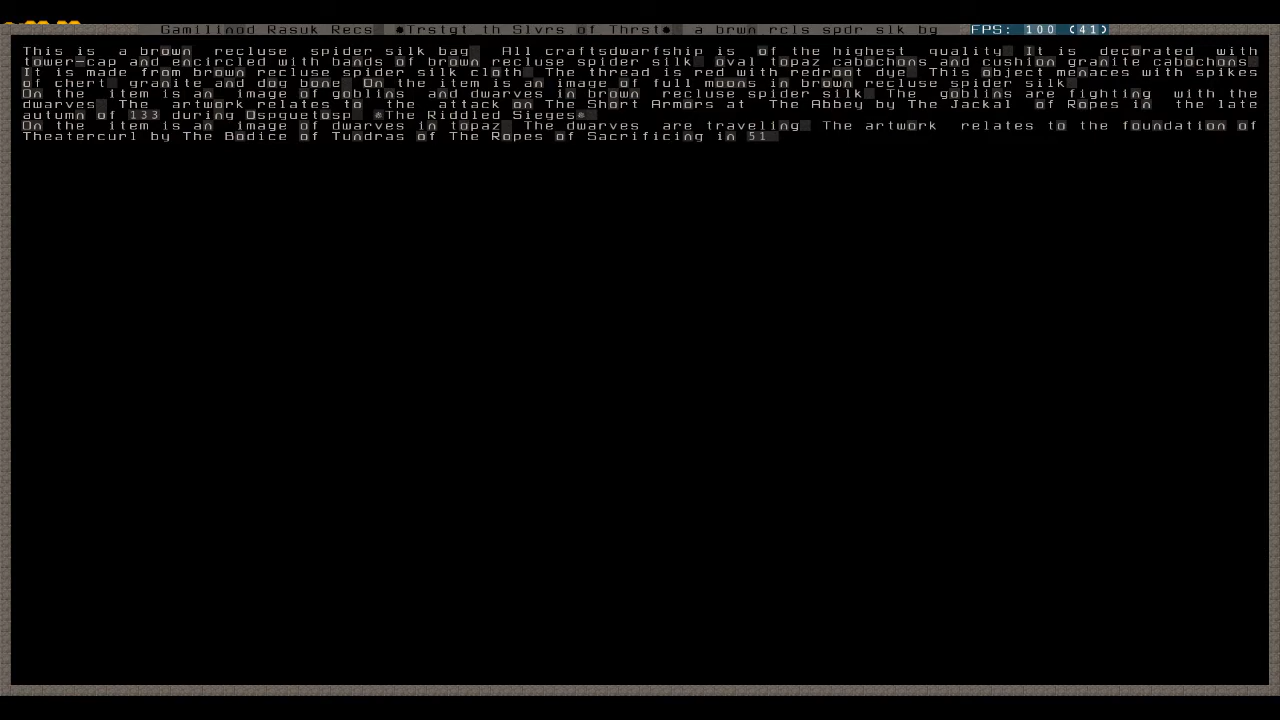 Gamilinod Rasuk Recs *Trstgt th Slvrs of Thrst* a brwn rcls spdr slk bg FPS: 100 (41)
This is a brown recluse spider silk bag All craftsdwarfship is of the highest quality It is decorated with
tower-cap and encircled with bands of brown recluse spider silk oval topaz cabochons and cushion granite cabochons
It is made from brown recluse spider silk cloth The thread is red with redroot dye This object menaces with spikes
of chert granite and dog bone On the item is an image of full moons in brown recluse spider silk
On the item is an image of goblins and dwarves in brown recluse spider silk The goblins are fighting with the
dwarves The artwork relates to the attack on The Short Armors at The Abbey by The Jackal of Ropes in the late
autumn of 133 during Ospguetosp *The Riddled Sieges*
On the item is an image of dwarves in topaz The dwarves are traveling The artwork relates to the foundation of
Theatercurl by The Bodice of Tundras of The Ropes of Sacrificing in 51